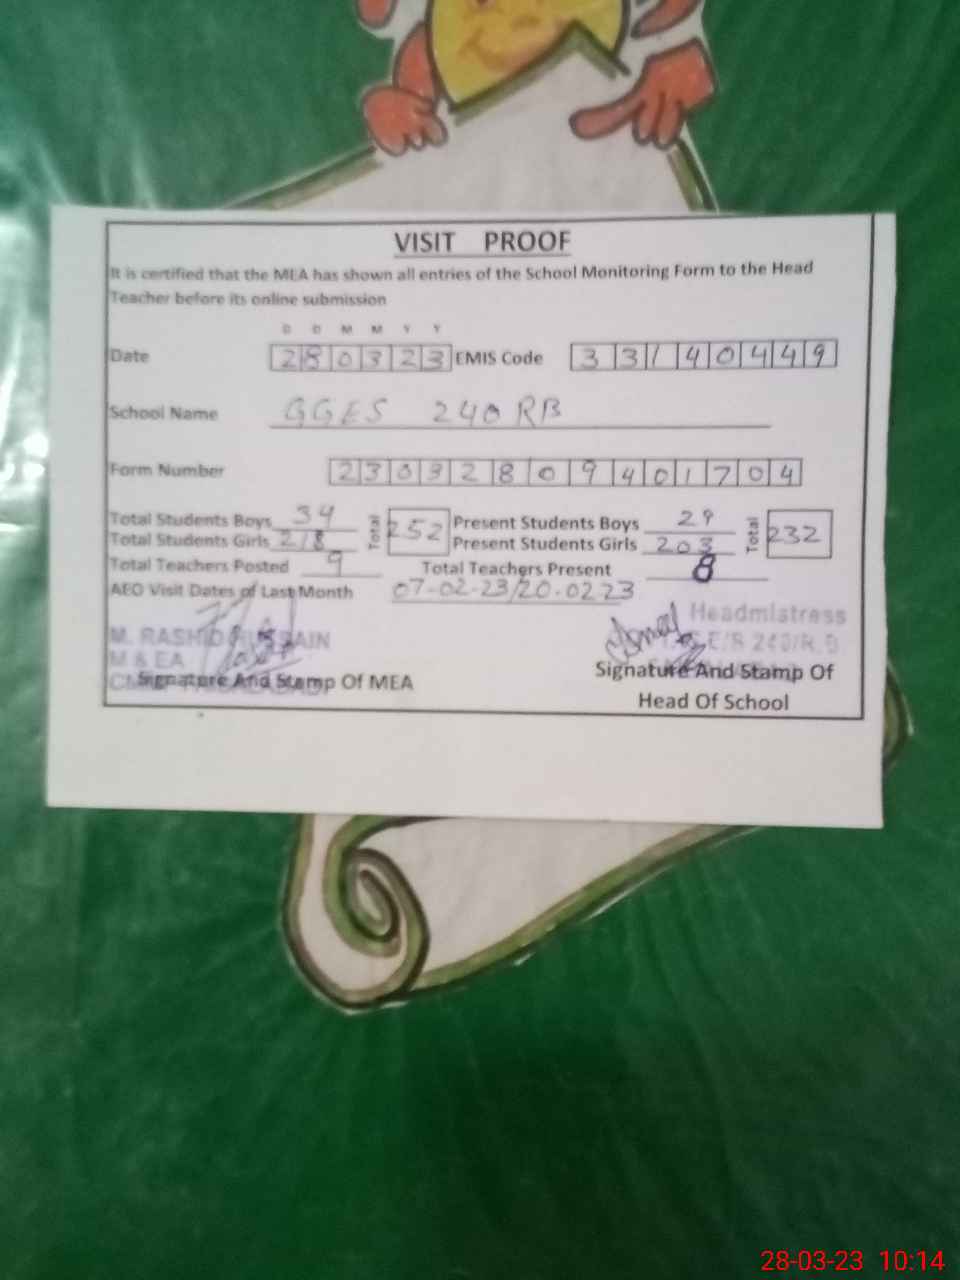 VISIT PROOF
It is certified that the MEA has shown all entries of the School Monitoring Form to the Head
Teacher before its online submission
D D M M Y Y
Date 280323 EMIS Code 33140449
School Name GGES 240 RB
Form Number 2303280940 1704
Total Students Boys 34 Total 252 Present Students Boys 29 Total 232
Total Students Girls 218 Present Students Girls 203
Total Teachers Posted 9 Total Teachers Present 8
AEO Visit Dates of Last Month 07-02-23/20-02 23
M. RASHID HUSSAIN
M & EA
Signature And Stamp Of MEA
Headmistress
240/R.B.
Signature And Stamp Of
Head Of School
28-03-23 10:14